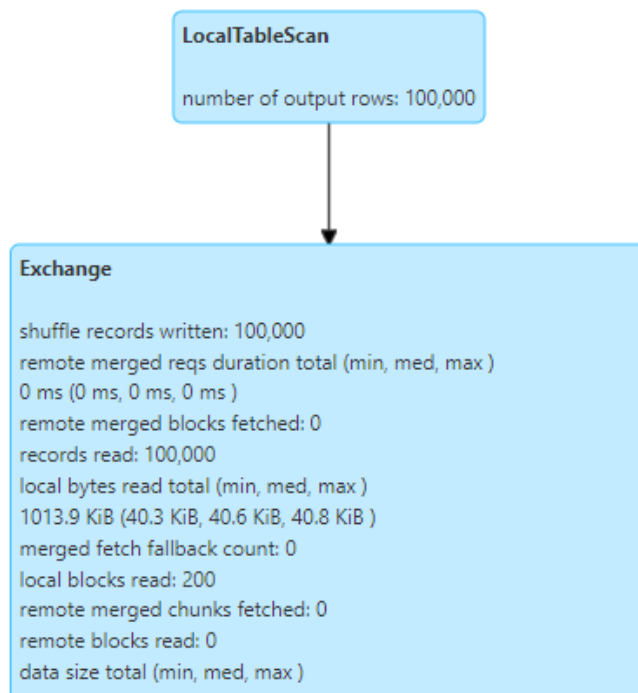 LocalTableScan
number of output rows: 100,000
Exchange
shuffle records written: 100,000
remote merged reqs duration total (min, med, max )
0 ms (0 ms, 0 ms, 0 ms )
remote merged blocks fetched: 0
records read: 100,000
local bytes read total (min, med, max )
1013.9 KiB (40.3 KiB, 40.6 KiB, 40.8 KiB )
merged fetch fallback count: 0
local blocks read: 200
remote merged chunks fetched: 0
remote blocks read: 0
data size total (min, med, max )